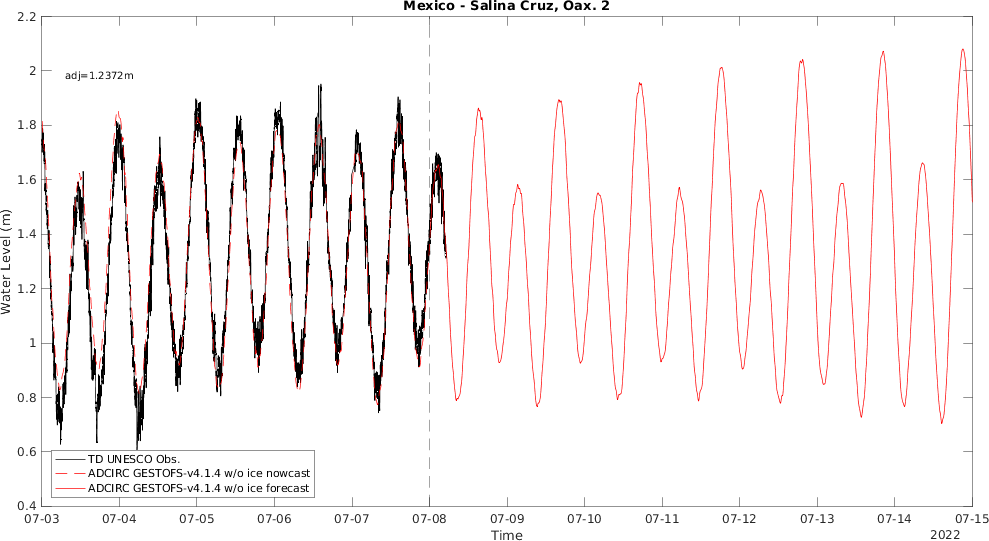 Mexico - Salina Cruz, Oax. 2
2.2
2
1.8
1.6
1.4
1.2
1
0.8
0.6
0.4
Water Level (m)
adj=1.2372m
TD UNESCO Obs.
ADCIRC GESTOFS-v4.1.4 w/o ice nowcast
ADCIRC GESTOFS-v4.1.4 w/o ice forecast
07-03 07-04 07-05 07-06 07-07 07-08 07-09 07-10 07-11 07-12 07-13 07-14 07-15
Time
2022